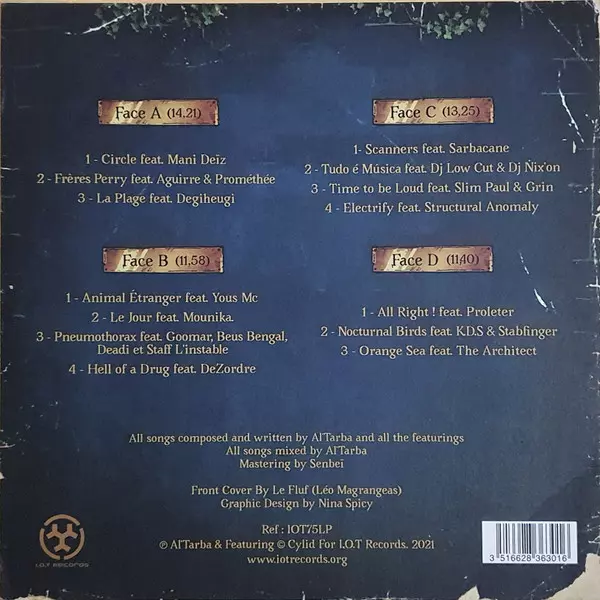 Face A (14,21)
1 - Circle feat. Mani Deïz
2 - Frères Perry feat. Aguirre & Prométhée
3 - La Plage feat. Degiheugi
Face B (11,58)
1 - Animal Étranger feat. Yous Mc
2 - Le Jour feat. Mounika.
3 - Pneumothorax feat. Goomar, Beus Bengal,
Deadi et Staff L'instable
4 - Hell of a Drug feat. DeZordre
Face C (13,25)
1- Scanners feat. Sarbacane
2 - Tudo é Música feat. Dj Low Cut & Dj Nix'on
3 - Time to be Loud feat. Slim Paul & Grin
4 - Electrify feat. Structural Anomaly
Face D (11,40)
1 - All Right ! feat. Proleter
2 - Nocturnal Birds feat. K.D.S & Stabfinger
3 - Orange Sea feat. The Architect
All songs composed and written by Al'Tarba and all the featurings
All songs mixed by Al'Tarba
Mastering by Senbeï
Front Cover By Le Fluf (Léo Magrangeas)
Graphic Design by Nina Spicy
Ref : IOT75LP
℗ Al'Tarba & Featuring © Cylid For I.O.T Records. 2021
www.iotrecords.org
I.O.T RECORDS
3 516628 363016